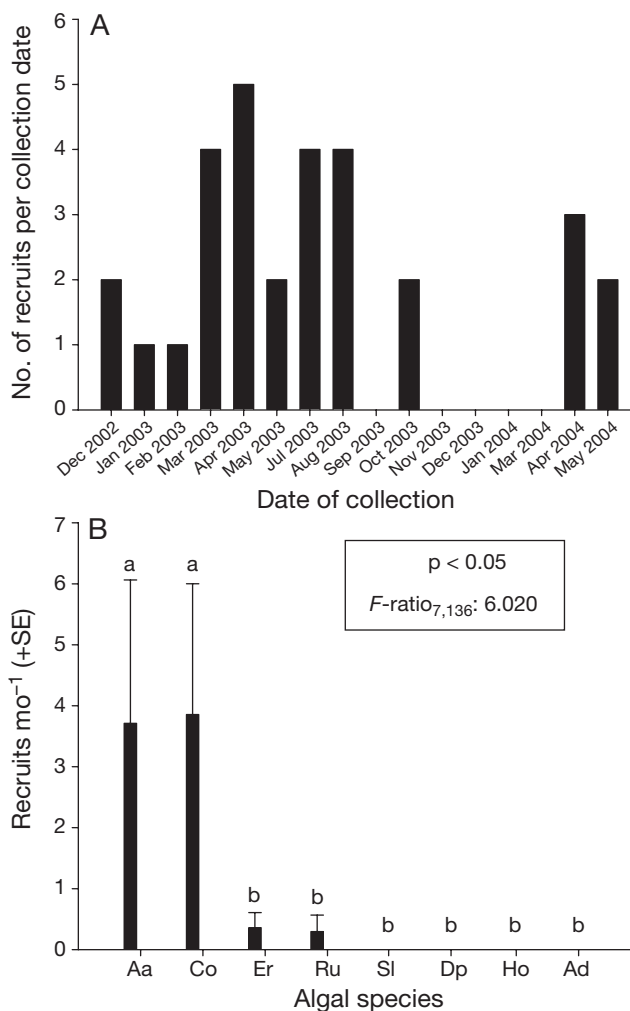 A
6
5
4
3
2
1
0
No. of recruits per collection date
Dec 2002
Jan 2003
Feb 2003
Mar 2003
Apr 2003
May 2003
Jul 2003
Aug 2003
Sep 2003
Oct 2003
Nov 2003
Dec 2003
Jan 2004
Mar 2004
Apr 2004
May 2004
Date of collection
B
7
6
5
4
3
2
1
0
Recruits mo⁻¹ (+SE)
a a b b b b b b
p < 0.05
F-ratio₇,₁₃₆: 6.020
Aa Co Er Ru Sl Dp Ho Ad
Algal species